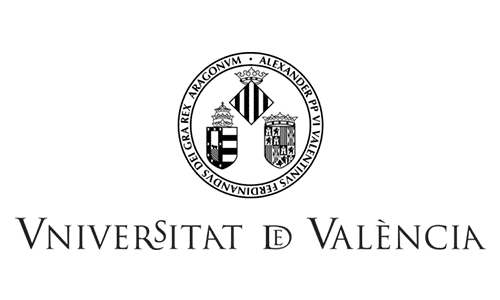 · ALEXANDER PP VI VALENTINVS FERDINANDVS DEI GRA REX ARAGONVM
VNIVERSITAT DE VALÈNCIA